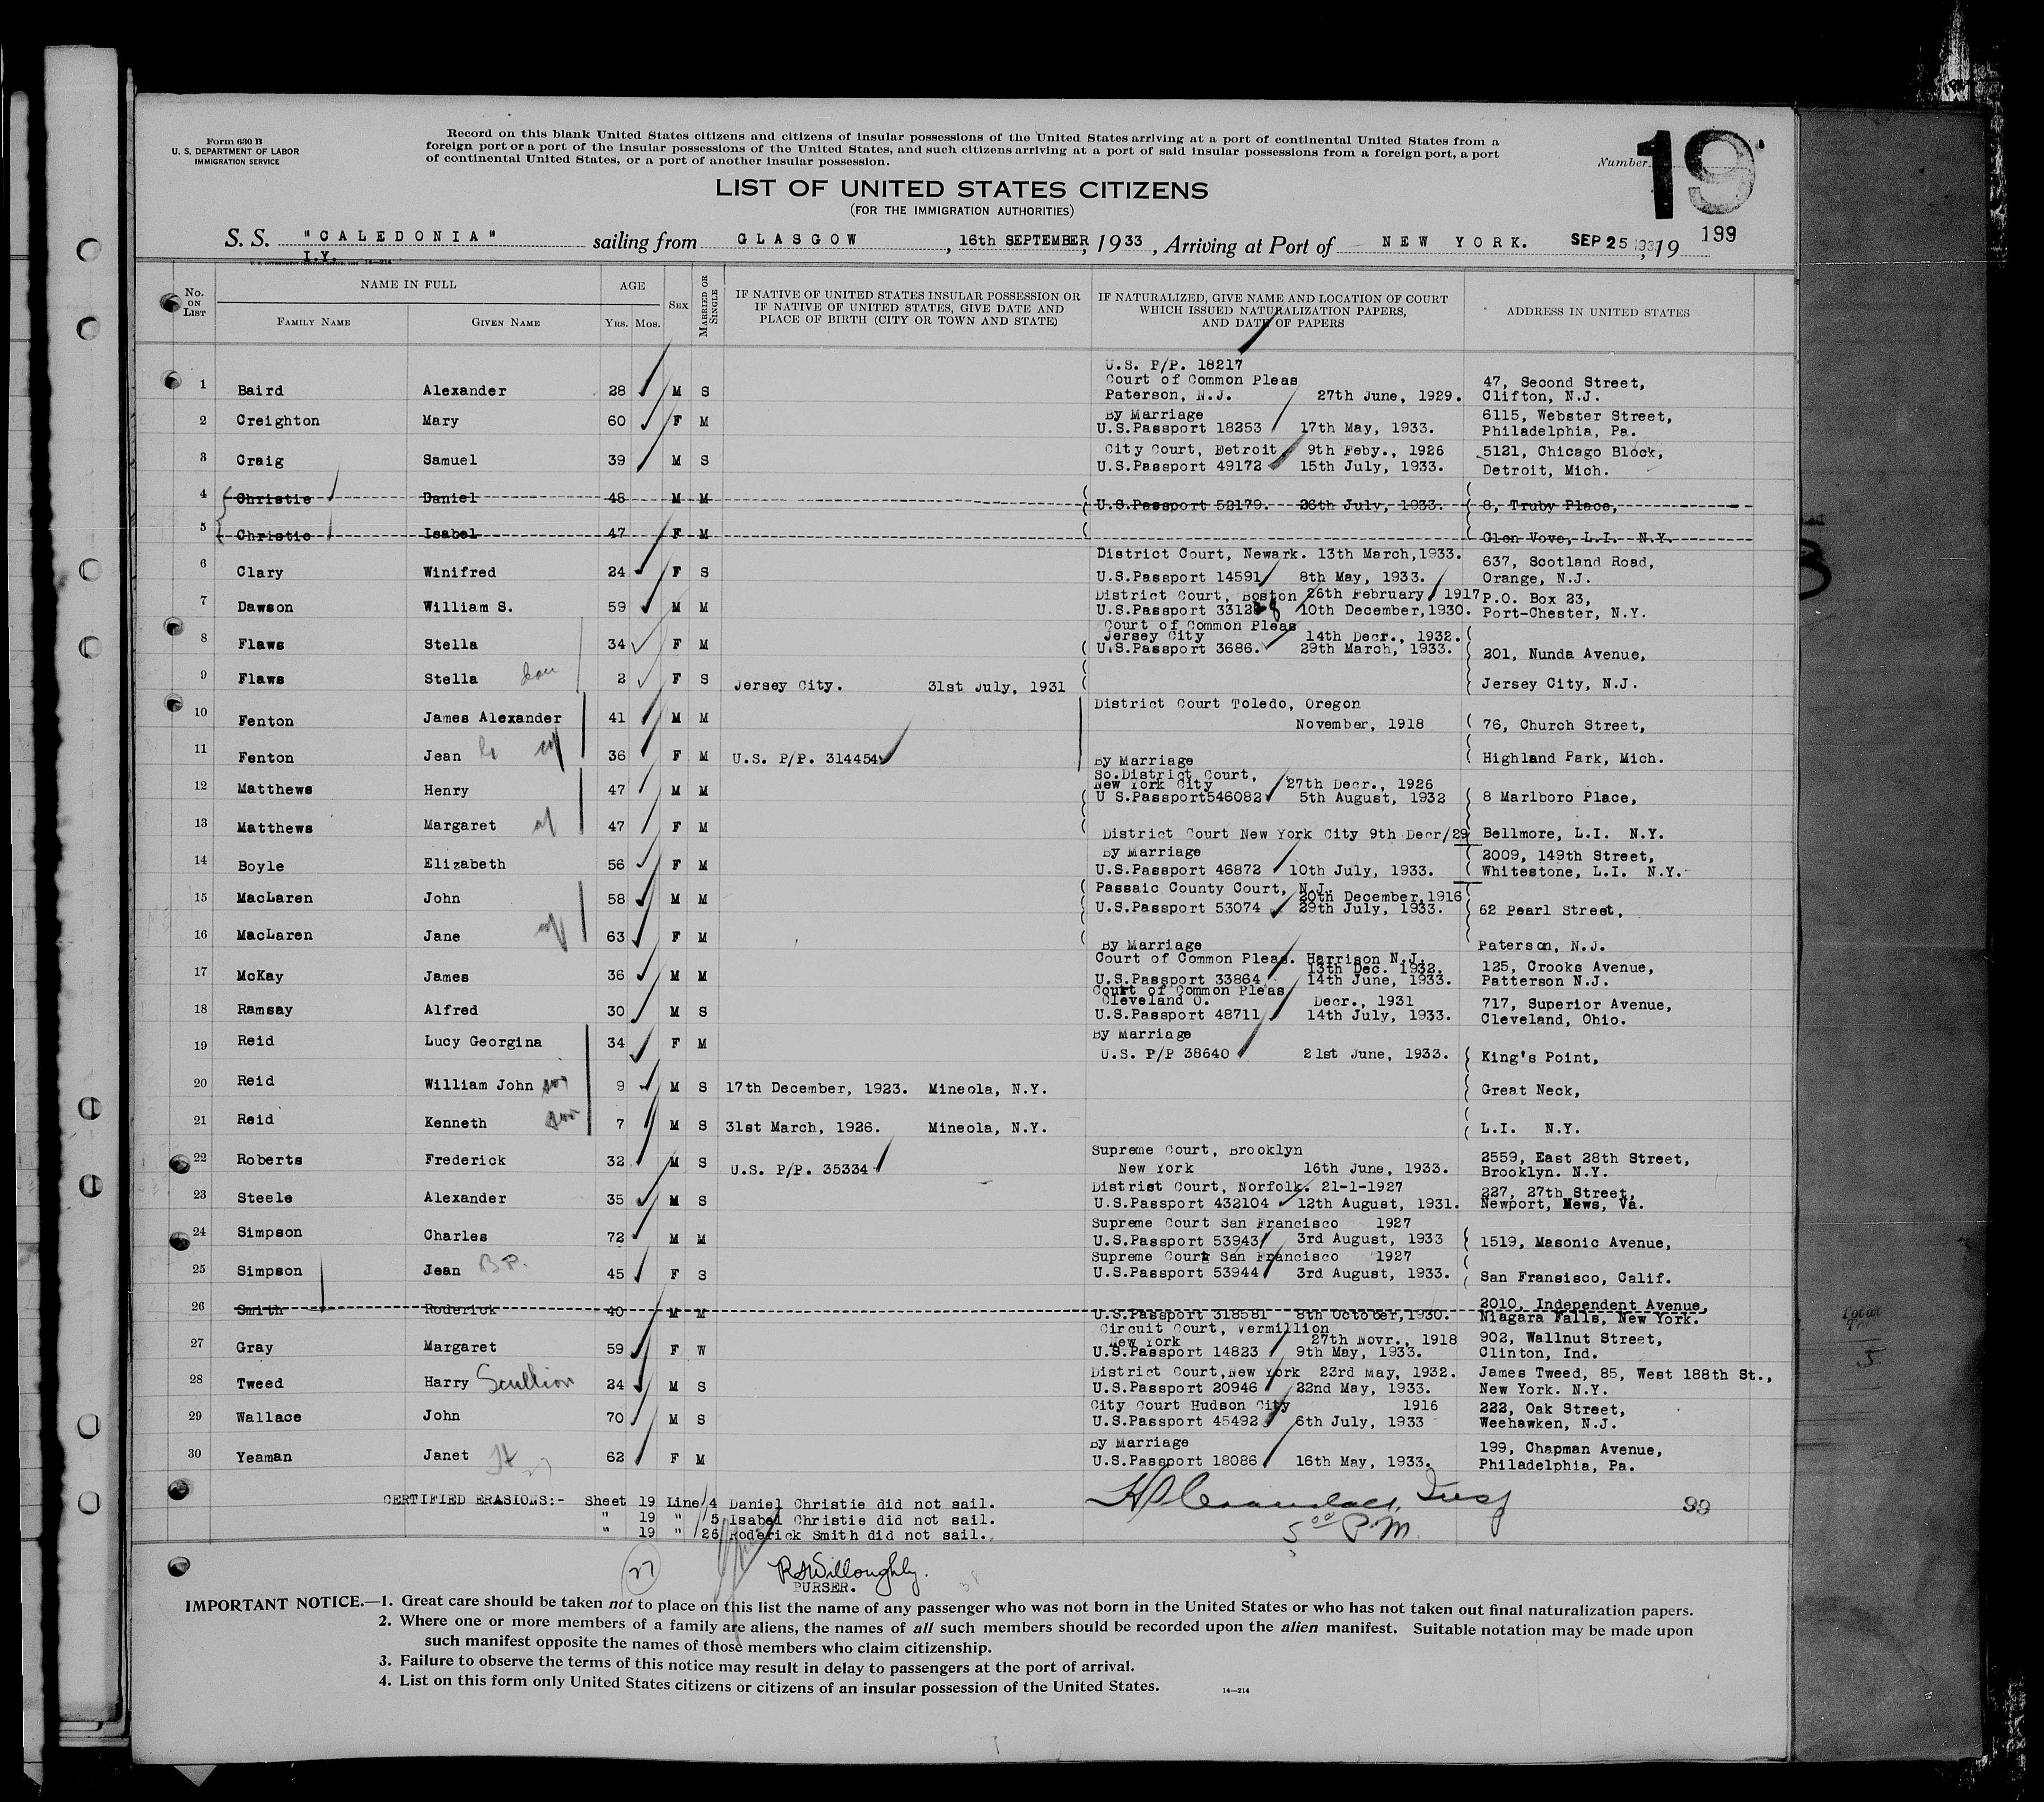 Form 630 B
U. S. DEPARTMENT OF LABOR
IMMIGRATION SERVICE
Record on this blank United States citizens and citizens of insular possessions of the United States arriving at a port of continental United States from a
foreign port or a port of the insular possessions of the United States, and such citizens arriving at a port of said insular possessions from a foreign port, a port
of continental United States, or a port of another insular possession.
Number 19
LIST OF UNITED STATES CITIZENS
(FOR THE IMMIGRATION AUTHORITIES)
S. S. "CALEDONIA" sailing from GLASGOW, 16th SEPTEMBER, 1933, Arriving at Port of NEW YORK. SEP 25 1933, 19 199
I.Y.
No. ON LIST
NAME IN FULL
FAMILY NAME
GIVEN NAME
AGE
YRS. MOS.
SEX
MARRIED OR SINGLE
IF NATIVE OF UNITED STATES INSULAR POSSESSION OR
IF NATIVE OF UNITED STATES, GIVE DATE AND
PLACE OF BIRTH (CITY OR TOWN AND STATE)
IF NATURALIZED, GIVE NAME AND LOCATION OF COURT
WHICH ISSUED NATURALIZATION PAPERS,
AND DATE OF PAPERS
ADDRESS IN UNITED STATES
U.S. P/P. 18217
Court of Common Pleas 47, Second Street,
1 Baird Alexander 28 M S Paterson, N.J. 27th June, 1929. Clifton, N.J.
By Marriage 6115, Webster Street,
2 Creighton Mary 60 F M U.S.Passport 18253 17th May, 1933. Philadelphia, Pa.
City Court, Detroit 9th Feby., 1926 5121, Chicago Block,
3 Craig Samuel 39 M S U.S.Passport 49172 15th July, 1933. Detroit, Mich.
4 Christie Daniel 48 M M U.S.Passport 52179. 26th July, 1933. 8, Truby Place,
5 Christie Isabel 47 F M Glen Vove, L.I. N.Y.
District Court, Newark. 13th March,1933. 637, Scotland Road,
6 Clary Winifred 24 F S U.S.Passport 14591 8th May, 1933. Orange, N.J.
District Court, Boston 26th February 1917 P.O. Box 23,
7 Dawson William S. 59 M M U.S.Passport 33128 10th December,1930. Port-Chester, N.Y.
Court of Common Pleas
Jersey City 14th Decr., 1932.
8 Flaws Stella 34 F M U.S.Passport 3686. 29th March, 1933. 201, Nunda Avenue,
9 Flaws Stella 2 F S Jersey City. 31st July, 1931 Jersey City, N.J.
District Court Toledo, Oregon
10 Fenton James Alexander 41 M M November, 1918 76, Church Street,
11 Fenton Jean 36 F M U.S. P/P. 314454 By Marriage Highland Park, Mich.
So.District Court,
New York City 27th Decr., 1926
12 Matthews Henry 47 M M U S.Passport546082 5th August, 1932 8 Marlboro Place,
13 Matthews Margaret 47 F M District Court New York City 9th Decr/29 Bellmore, L.I. N.Y.
By Marriage 2009, 149th Street,
14 Boyle Elizabeth 56 F M U.S.Passport 46872 10th July, 1933. Whitestone, L.I. N.Y.
Passaic County Court, N.J.
20th December,1916
15 MacLaren John 58 M M U.S.Passport 53074 29th July, 1933. 62 Pearl Street,
16 MacLaren Jane 63 F M By Marriage Paterson, N.J.
Court of Common Pleas. Harrison N.J.
13th Dec. 1932. 125, Crooks Avenue,
17 McKay James 36 M M U.S.Passport 33864 14th June, 1933. Patterson N.J.
Court of Common Pleas
Cleveland O. Decr., 1931 717, Superior Avenue,
18 Ramsay Alfred 30 M S U.S.Passport 48711 14th July, 1933. Cleveland, Ohio.
By Marriage
19 Reid Lucy Georgina 34 F M U.S. P/P 38640 21st June, 1933. King's Point,
20 Reid William John 9 M S 17th December, 1923. Mineola, N.Y. Great Neck,
21 Reid Kenneth 7 M S 31st March, 1926. Mineola, N.Y. L.I. N.Y.
Supreme Court, Brooklyn 2559, East 28th Street,
22 Roberts Frederick 32 M S U.S. P/P. 35334 New York 16th June, 1933. Brooklyn. N.Y.
District Court, Norfolk. 21-1-1927 227, 27th Street,
23 Steele Alexander 35 M S U.S.Passport 432104 12th August, 1931. Newport, News, Va.
Supreme Court San Francisco 1927
24 Simpson Charles 72 M M U.S.Passport 53943 3rd August, 1933 1519, Masonic Avenue,
Supreme Court San Francisco 1927
25 Simpson Jean B.P. 45 F S U.S.Passport 53944 3rd August, 1933. San Fransisco, Calif.
2010, Independent Avenue,
26 Smith Roderick 40 M M U.S.Passport 318581 8th October,1930. Niagara Falls, New York.
Circuit Court, Vermillion
New York 27th Novr., 1918 902, Wallnut Street,
27 Gray Margaret 59 F W U.S.Passport 14823 9th May, 1933. Clinton, Ind.
District Court,New York 23rd May, 1932. James Tweed, 85, West 188th St.,
28 Tweed Harry Scullion 24 M S U.S.Passport 20946 22nd May, 1933. New York. N.Y.
City Court Hudson City 1916 222, Oak Street,
29 Wallace John 70 M S U.S.Passport 45492 6th July, 1933 Weehawken, N.J.
By Marriage 199, Chapman Avenue,
30 Yeaman Janet 62 F M U.S.Passport 18086 16th May, 1933. Philadelphia, Pa.
CERTIFIED ERASIONS:- Sheet 19 Line 4 Daniel Christie did not sail.
" 19 " 5 Isabel Christie did not sail.
" 19 " 26 Roderick Smith did not sail.
99
5 00 P.M.
27
R Willoughby.
PURSER.
IMPORTANT NOTICE.—1. Great care should be taken not to place on this list the name of any passenger who was not born in the United States or who has not taken out final naturalization papers.
2. Where one or more members of a family are aliens, the names of all such members should be recorded upon the alien manifest. Suitable notation may be made upon
such manifest opposite the names of those members who claim citizenship.
3. Failure to observe the terms of this notice may result in delay to passengers at the port of arrival.
4. List on this form only United States citizens or citizens of an insular possession of the United States.
14—214